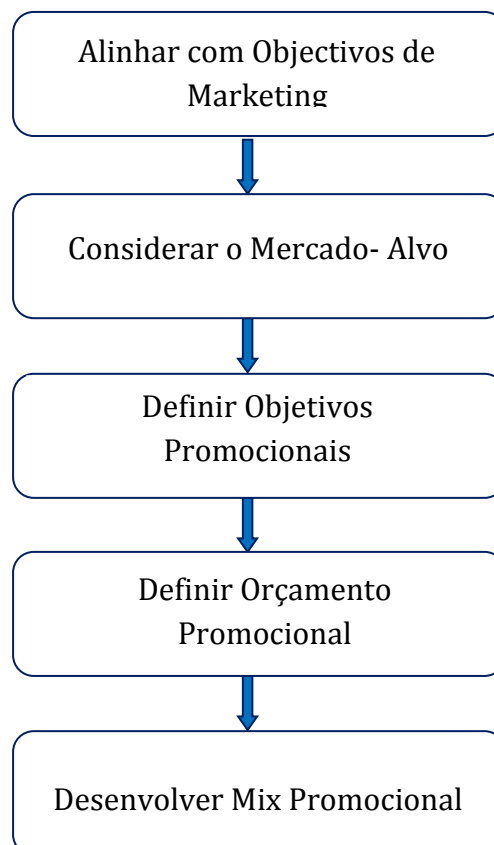 Alinhar com Objectivos de
Marketing
Considerar o Mercado- Alvo
Definir Objetivos
Promocionais
Definir Orçamento
Promocional
Desenvolver Mix Promocional